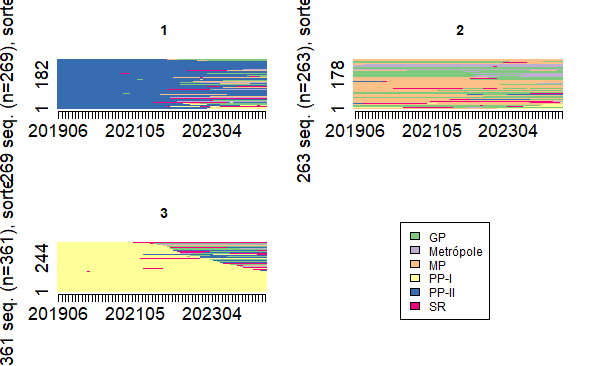 1
269 seq. (n=269), sorte
1 182
201906 202105 202304
2
263 seq. (n=263), sorte
1 178
201906 202105 202304
3
361 seq. (n=361), sorte
1 244
201906 202105 202304
GP
Metrópole
MP
PP-I
PP-II
SR